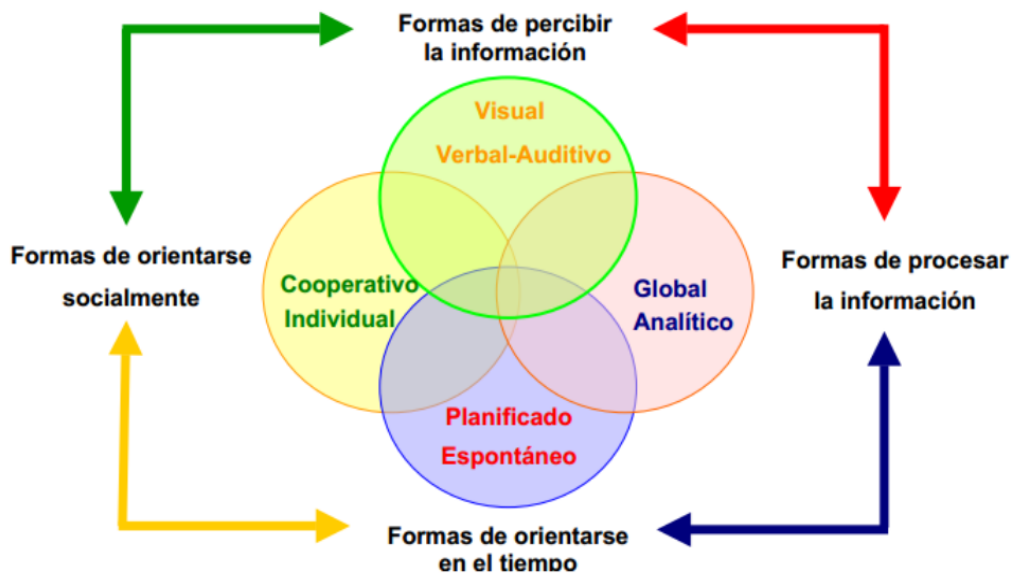 Formas de percibir
la información
Visual
Verbal-Auditivo
Formas de orientarse
socialmente
Cooperativo
Individual
Global
Analítico
Formas de procesar
la información
Planificado
Espontáneo
Formas de orientarse
en el tiempo